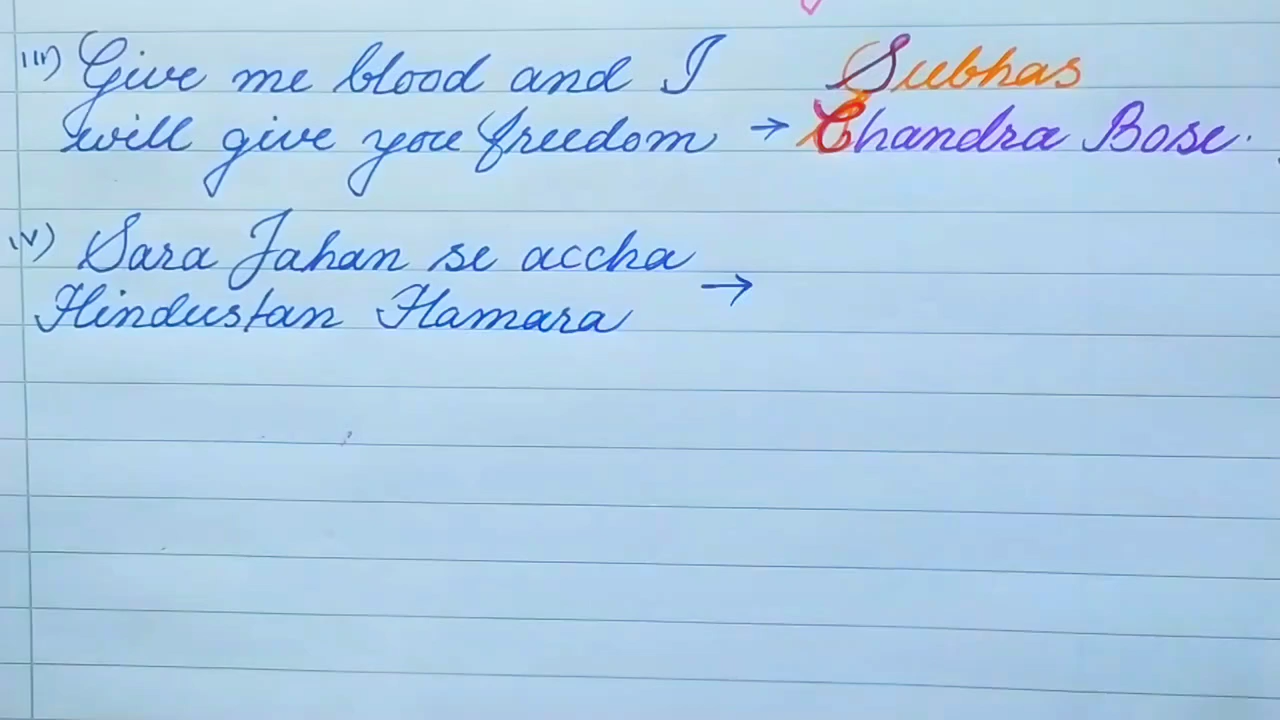 iii) Give me blood and I Subhas
will give you freedom → Chandra Bose.
iv) Sara Jahan se accha →
Hindustan Hamara